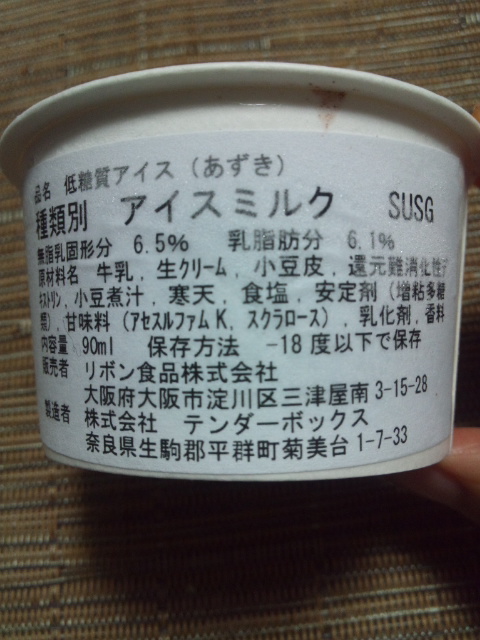 品名 低糖質アイス（あずき）
種類別 アイスミルク SUSG
無脂乳固形分 6.5% 乳脂肪分 6.1%
原材料名 牛乳，生クリーム，小豆皮，還元難消化性デ
キストリン，小豆煮汁，寒天，食塩，安定剤（増粘多糖
類），甘味料（アセスルファムK，スクラロース），乳化剤，香料
内容量 90ml 保存方法 -18度以下で保存
販売者 リボン食品株式会社
大阪府大阪市淀川区三津屋南3-15-28
製造者 株式会社 テンダーボックス
奈良県生駒郡平群町菊美台1-7-33